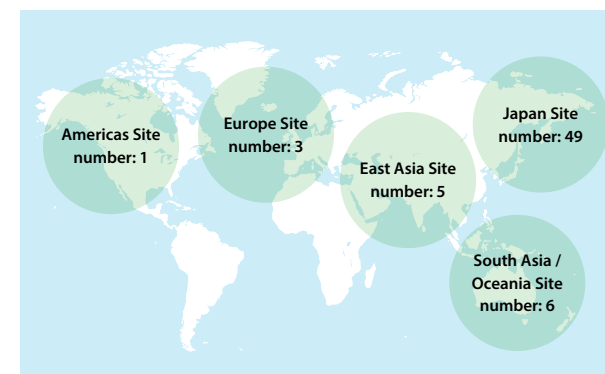 Americas Site
number: 1
Europe Site
number: 3
East Asia Site
number: 5
Japan Site
number: 49
South Asia /
Oceania Site
number: 6